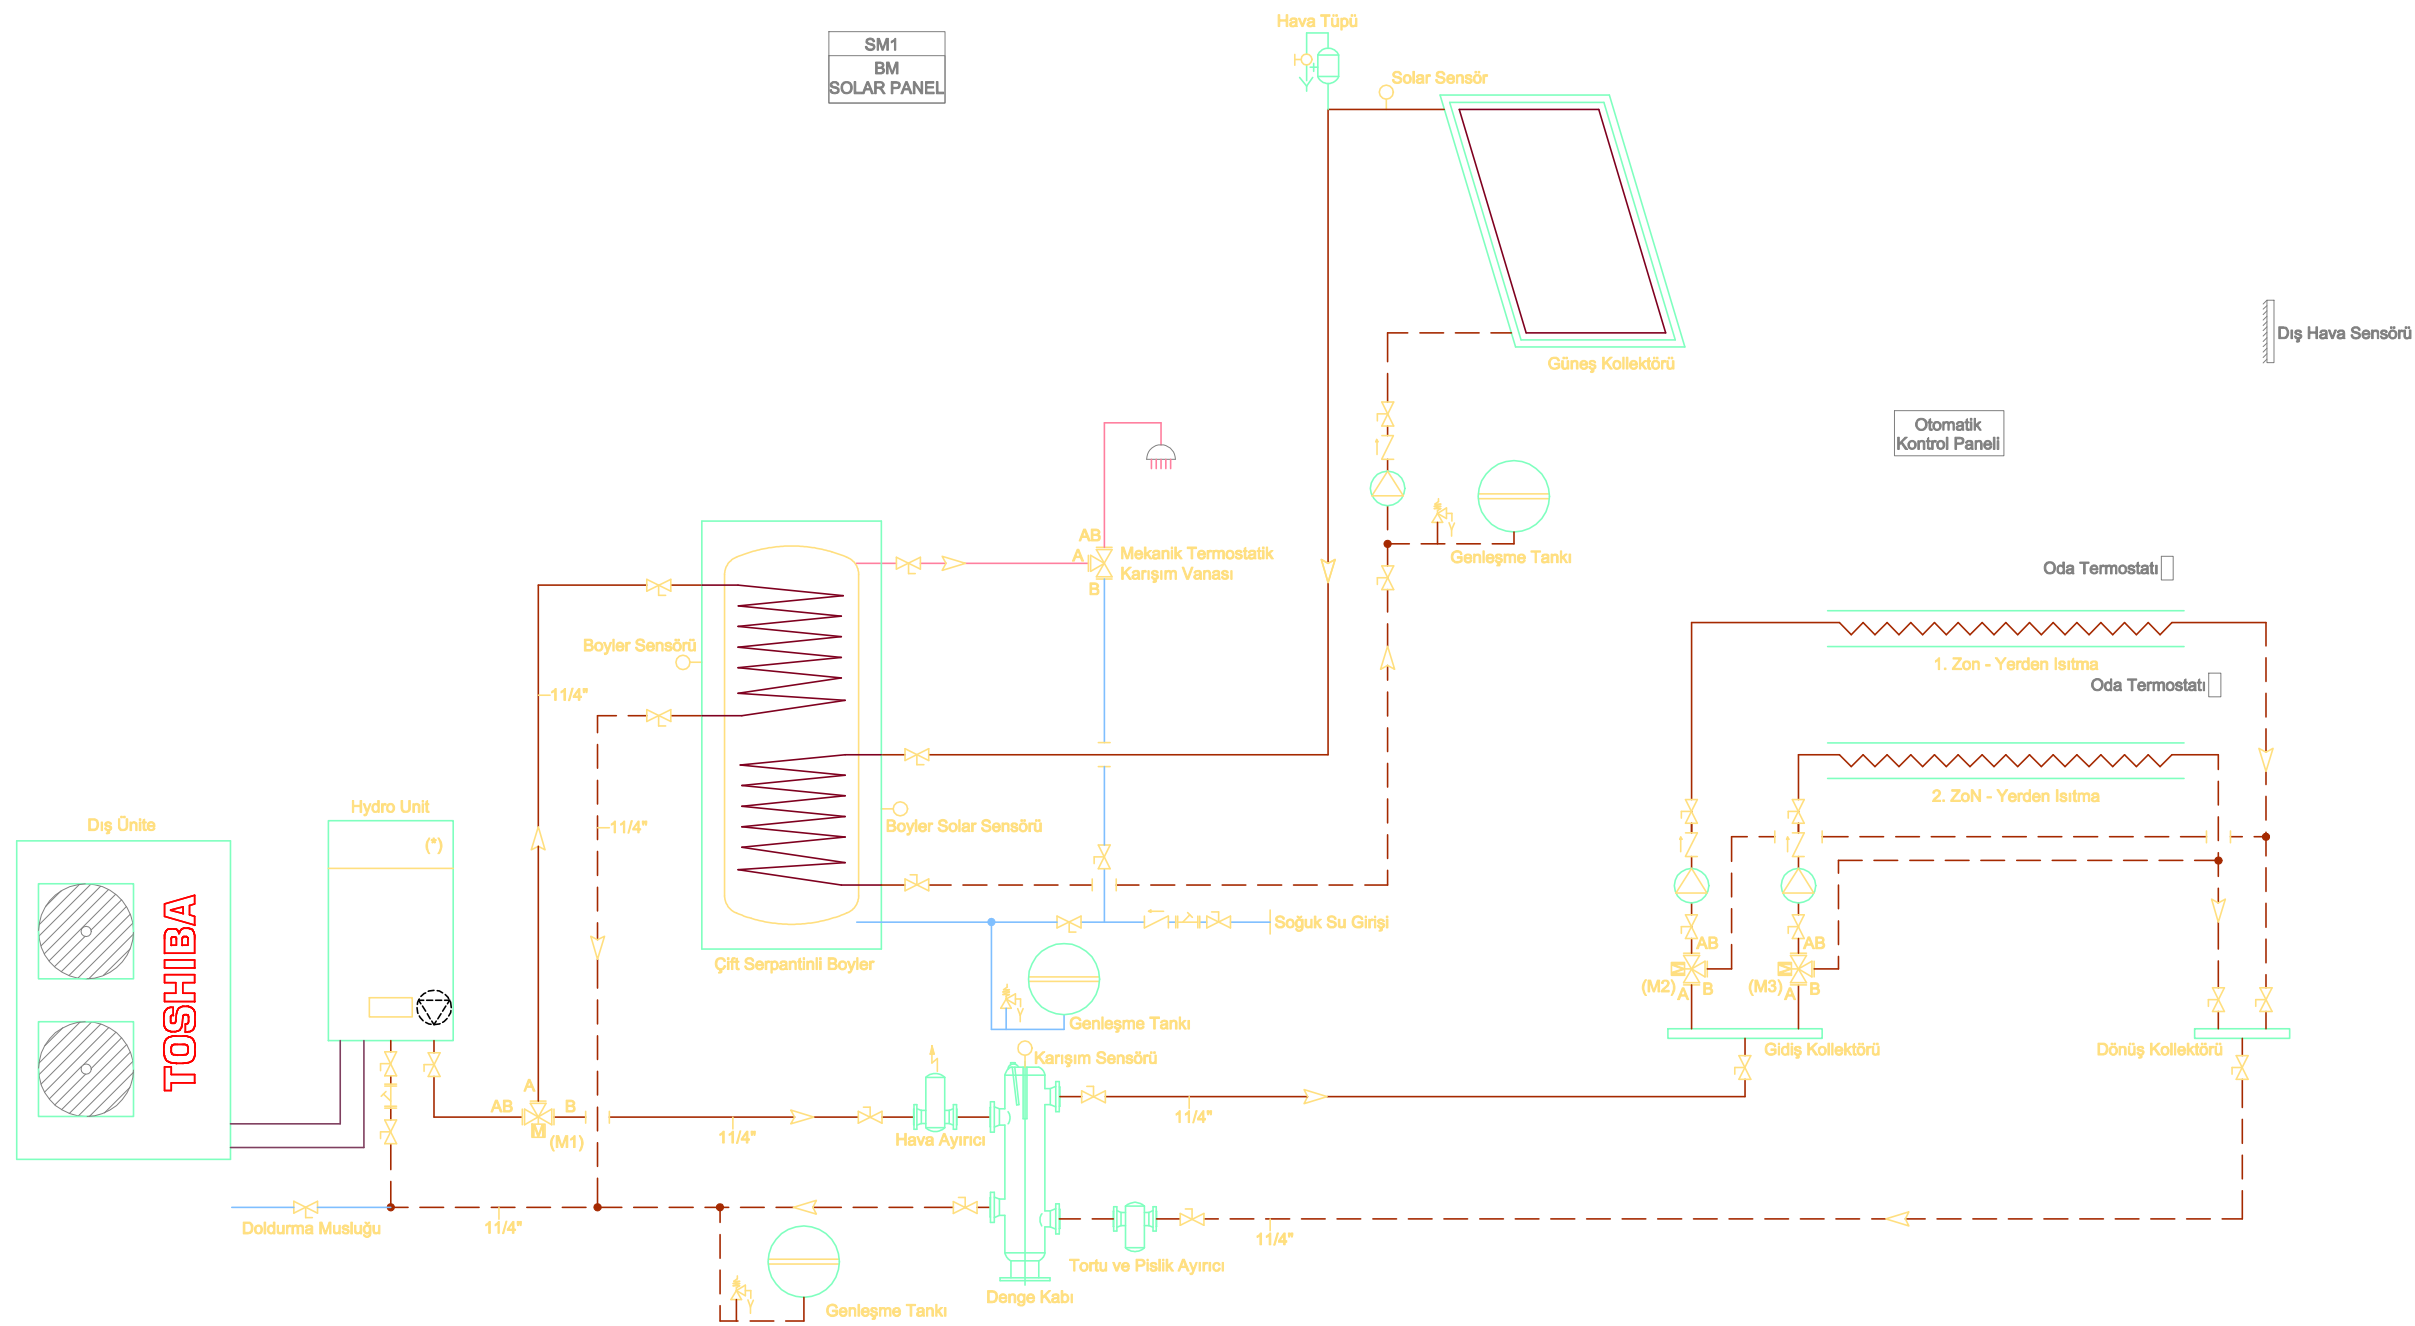 Hava Tüpü
SM1
BM
SOLAR PANEL
Solar Sensör
Dış Hava Sensörü
Güneş Kollektörü
Otomatik
Kontrol Paneli
AB
A
Mekanik Termostatik
Karışım Vanası
B
Y
Genleşme Tankı
Oda Termostatı
Boyler Sensörü
1. Zon - Yerden Isıtma
Oda Termostatı
11/4"
2. ZoN - Yerden Isıtma
Hydro Unit
Dış Ünite
11/4"
Boyler Solar Sensörü
(*)
TOSHIBA
Soğuk Su Girişi
AB
AB
Çift Serpantinli Boyler
M
M
(M2)
A
B
(M3)
A
B
Y
Genleşme Tankı
Gidiş Kollektörü
Dönüş Kollektörü
Karışım Sensörü
A
AB
B
M
(M1)
11/4"
Hava Ayırıcı
11/4"
Doldurma Musluğu
11/4"
11/4"
Tortu ve Pislik Ayırıcı
Denge Kabı
Y
Genleşme Tankı